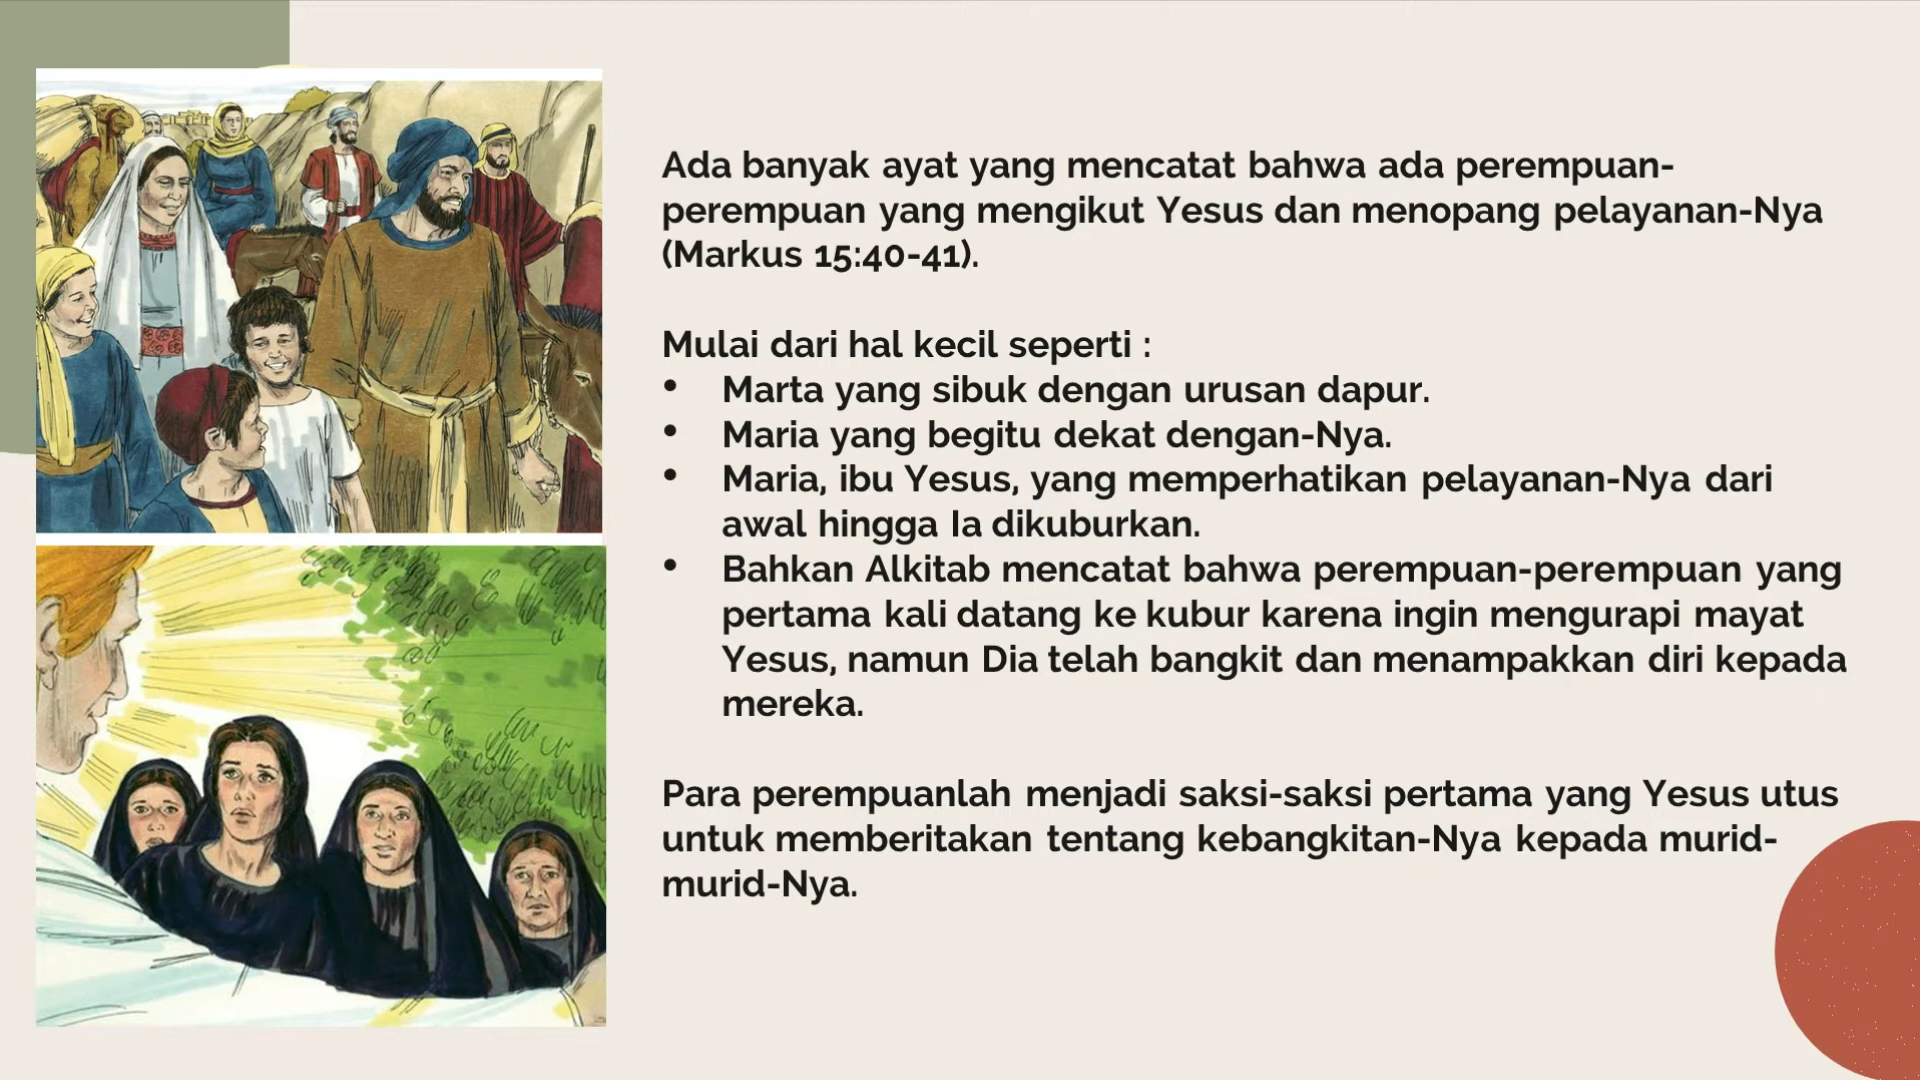 Ada banyak ayat yang mencatat bahwa ada perempuan-
perempuan yang mengikut Yesus dan menopang pelayanan-Nya
(Markus 15:40-41).
Mulai dari hal kecil seperti :
• Marta yang sibuk dengan urusan dapur.
• Maria yang begitu dekat dengan-Nya.
• Maria, ibu Yesus, yang memperhatikan pelayanan-Nya dari
awal hingga Ia dikuburkan.
• Bahkan Alkitab mencatat bahwa perempuan-perempuan yang
pertama kali datang ke kubur karena ingin mengurapi mayat
Yesus, namun Dia telah bangkit dan menampakkan diri kepada
mereka.
Para perempuanlah menjadi saksi-saksi pertama yang Yesus utus
untuk memberitakan tentang kebangkitan-Nya kepada murid-
murid-Nya.